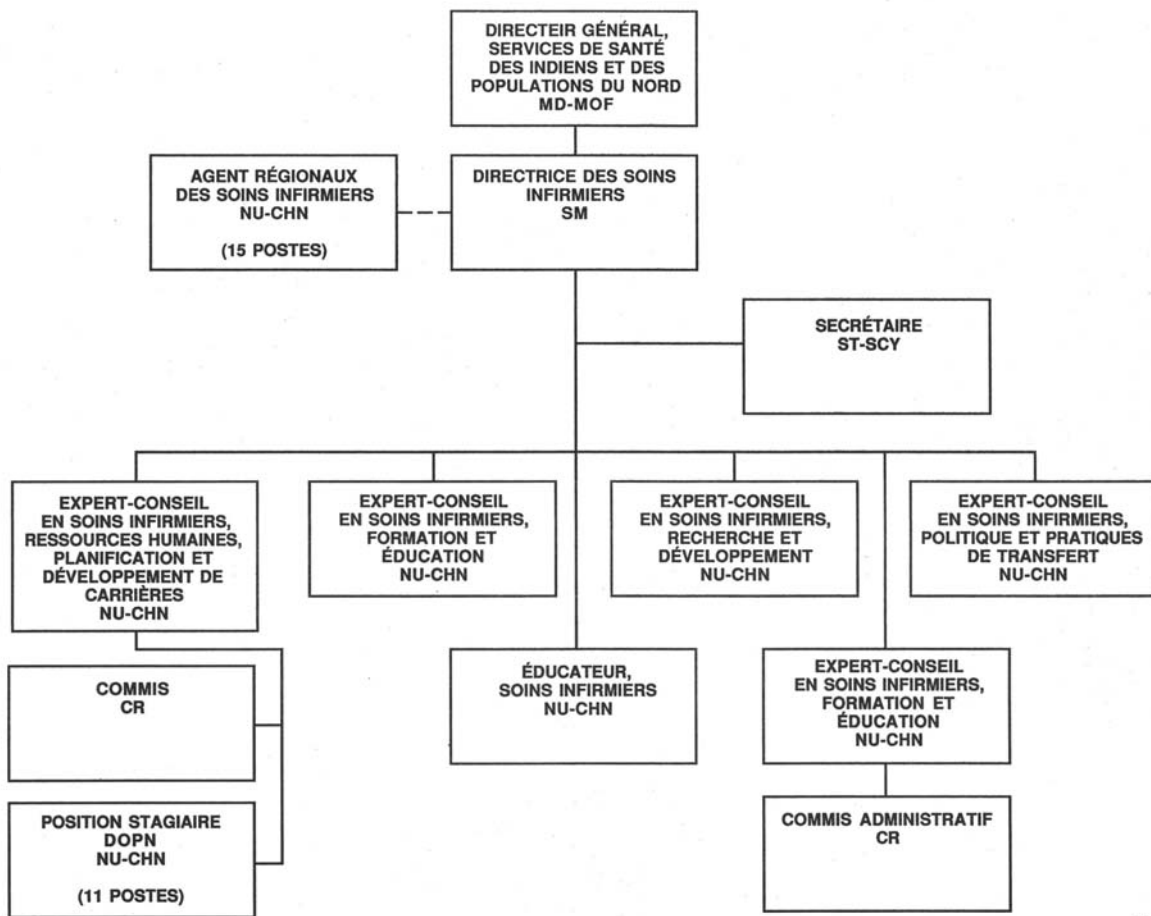 DIRECTEIR GÉNÉRAL,
SERVICES DE SANTÉ
DES INDIENS ET DES
POPULATIONS DU NORD
MD-MOF
AGENT RÉGIONAUX
DES SOINS INFIRMIERS
NU-CHN
(15 POSTES)
DIRECTRICE DES SOINS
INFIRMIERS
SM
SECRÉTAIRE
ST-SCY
EXPERT-CONSEIL
EN SOINS INFIRMIERS,
RESSOURCES HUMAINES,
PLANIFICATION ET
DÉVELOPPEMENT DE
CARRIÈRES
NU-CHN
EXPERT-CONSEIL
EN SOINS INFIRMIERS,
FORMATION ET
ÉDUCATION
NU-CHN
EXPERT-CONSEIL
EN SOINS INFIRMIERS,
RECHERCHE ET
DÉVELOPPEMENT
NU-CHN
EXPERT-CONSEIL
EN SOINS INFIRMIERS,
POLITIQUE ET PRATIQUES
DE TRANSFERT
NU-CHN
COMMIS
CR
ÉDUCATEUR,
SOINS INFIRMIERS
NU-CHN
EXPERT-CONSEIL
EN SOINS INFIRMIERS,
FORMATION ET
ÉDUCATION
NU-CHN
POSITION STAGIAIRE
DOPN
NU-CHN
(11 POSTES)
COMMIS ADMINISTRATIF
CR